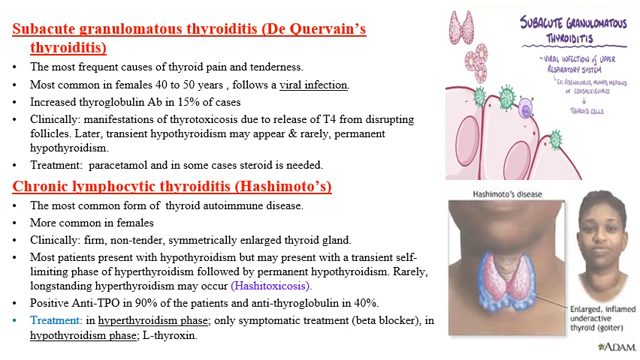 Subacute granulomatous thyroiditis (De Quervain's
thyroiditis)
• The most frequent causes of thyroid pain and tenderness.
• Most common in females 40 to 50 years , follows a viral infection.
• Increased thyroglobulin Ab in 15% of cases
• Clinically: manifestations of thyrotoxicosis due to release of T4 from disrupting
follicles. Later, transient hypothyroidism may appear & rarely, permanent
hypothyroidism.
• Treatment: paracetamol and in some cases steroid is needed.
Chronic lymphocytic thyroiditis (Hashimoto's)
• The most common form of thyroid autoimmune disease.
• More common in females
• Clinically: firm, non-tender, symmetrically enlarged thyroid gland.
• Most patients present with hypothyroidism but may present with a transient self-
limiting phase of hyperthyroidism followed by permanent hypothyroidism. Rarely,
longstanding hyperthyroidism may occur (Hashitoxicosis).
• Positive Anti-TPO in 90% of the patients and anti-thyroglobulin in 40%.
• Treatment: in hyperthyroidism phase; only symptomatic treatment (beta blocker), in
hypothyroidism phase; L-thyroxin.
SUBACUTE GRANULOMATOUS
THYROIDITIS
- VIRAL INFECTION OF UPPER
RESPIRATORY SYSTEM
Ex: ADENOVIRUS, MUMPS, MEASLES OR
COXSACKIEVIRUS
↓
THYROID CELLS
Hashimoto's disease
Enlarged, inflamed
underactive
thyroid (goiter)
ADAM